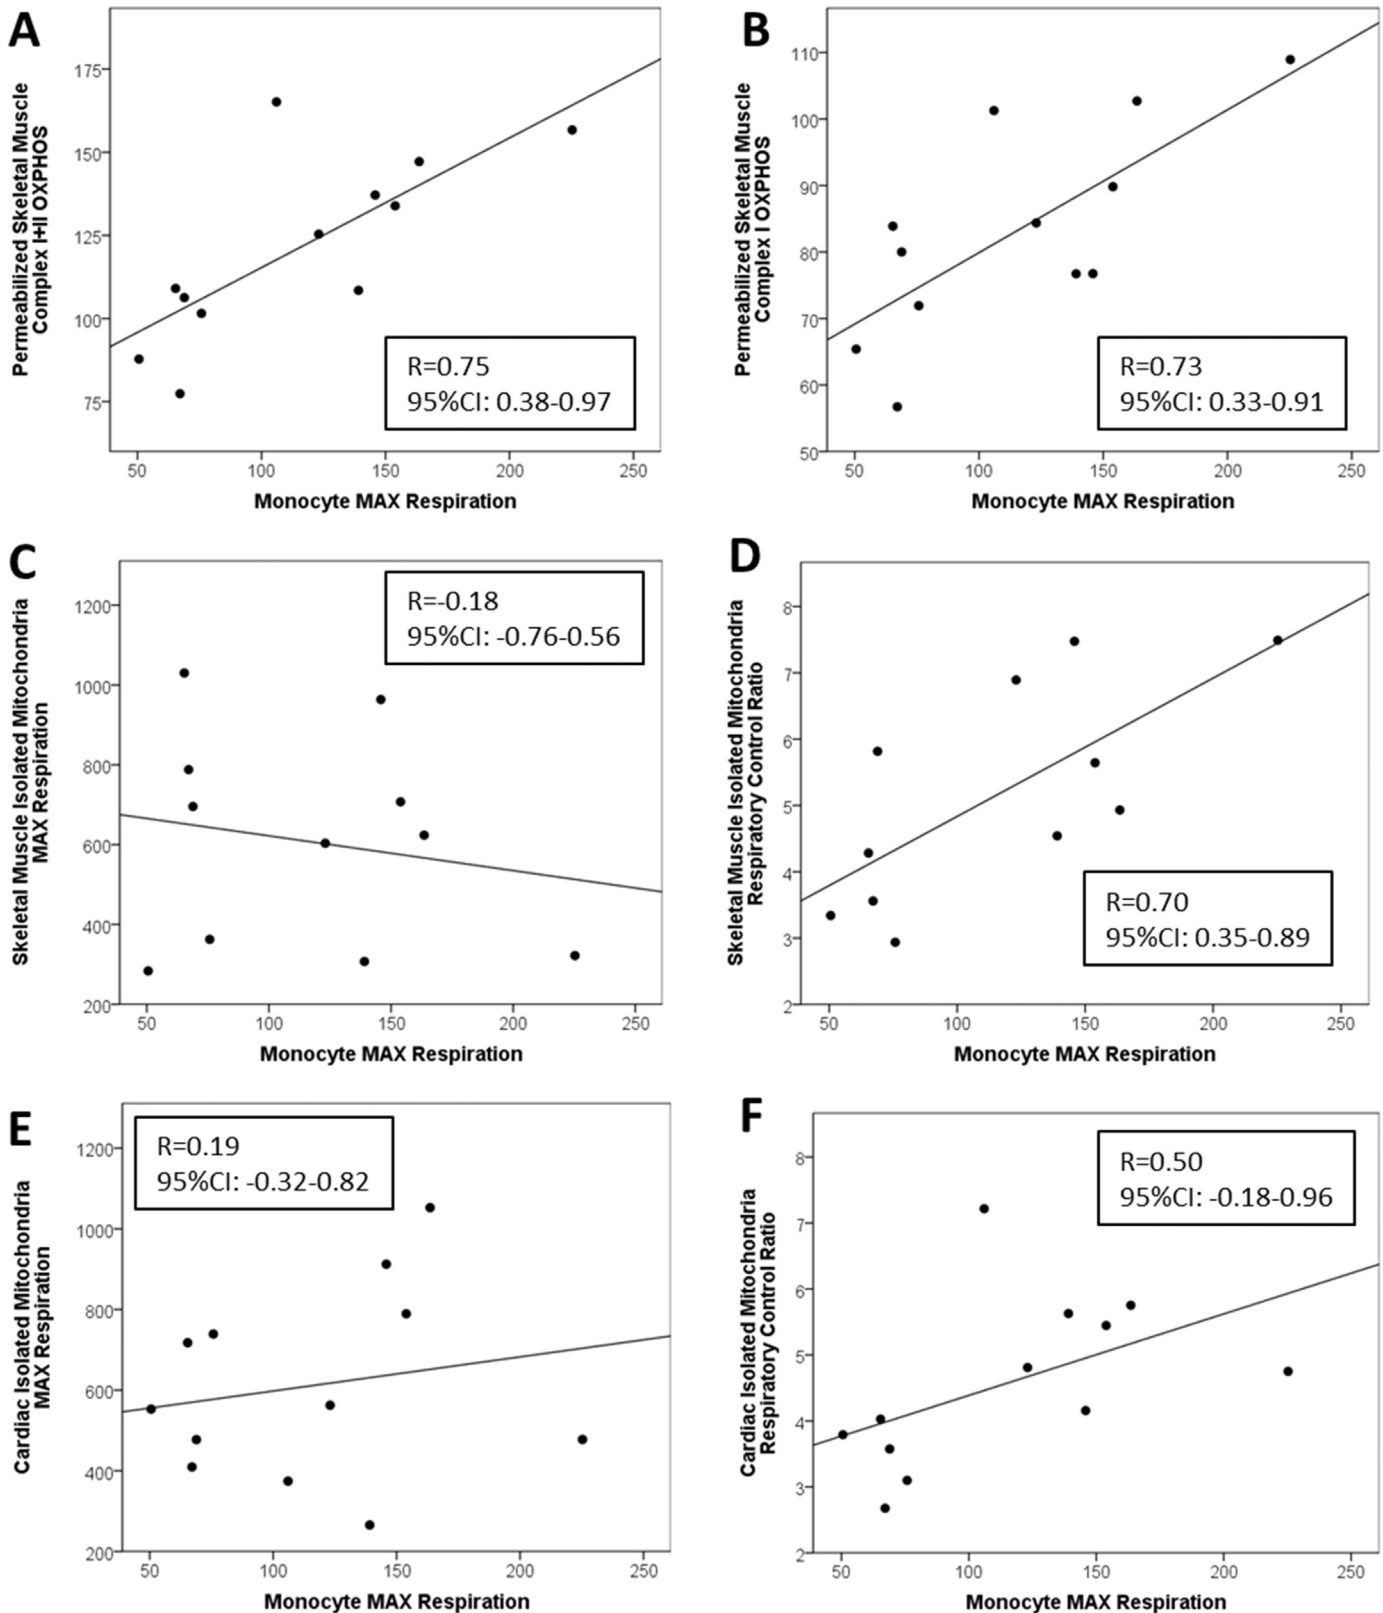 A
Permeabilized Skeletal Muscle
Complex I+II OXPHOS
175
150
125
100
75
R=0.75
95%CI: 0.38-0.97
50 100 150 200 250
Monocyte MAX Respiration
B
Permeabilized Skeletal Muscle
Complex I OXPHOS
110
100
90
80
70
60
50
R=0.73
95%CI: 0.33-0.91
50 100 150 200 250
Monocyte MAX Respiration
C
Skeletal Muscle Isolated Mitochondria
MAX Respiration
1200
1000
800
600
400
200
R=-0.18
95%CI: -0.76-0.56
50 100 150 200 250
Monocyte MAX Respiration
D
Skeletal Muscle Isolated Mitochondria
Respiratory Control Ratio
8
7
6
5
4
3
2
R=0.70
95%CI: 0.35-0.89
50 100 150 200 250
Monocyte MAX Respiration
E
Cardiac Isolated Mitochondria
MAX Respiration
1200
1000
800
600
400
200
R=0.19
95%CI: -0.32-0.82
50 100 150 200 250
Monocyte MAX Respiration
F
Cardiac Isolated Mitochondria
Respiratory Control Ratio
8
7
6
5
4
3
2
R=0.50
95%CI: -0.18-0.96
50 100 150 200 250
Monocyte MAX Respiration